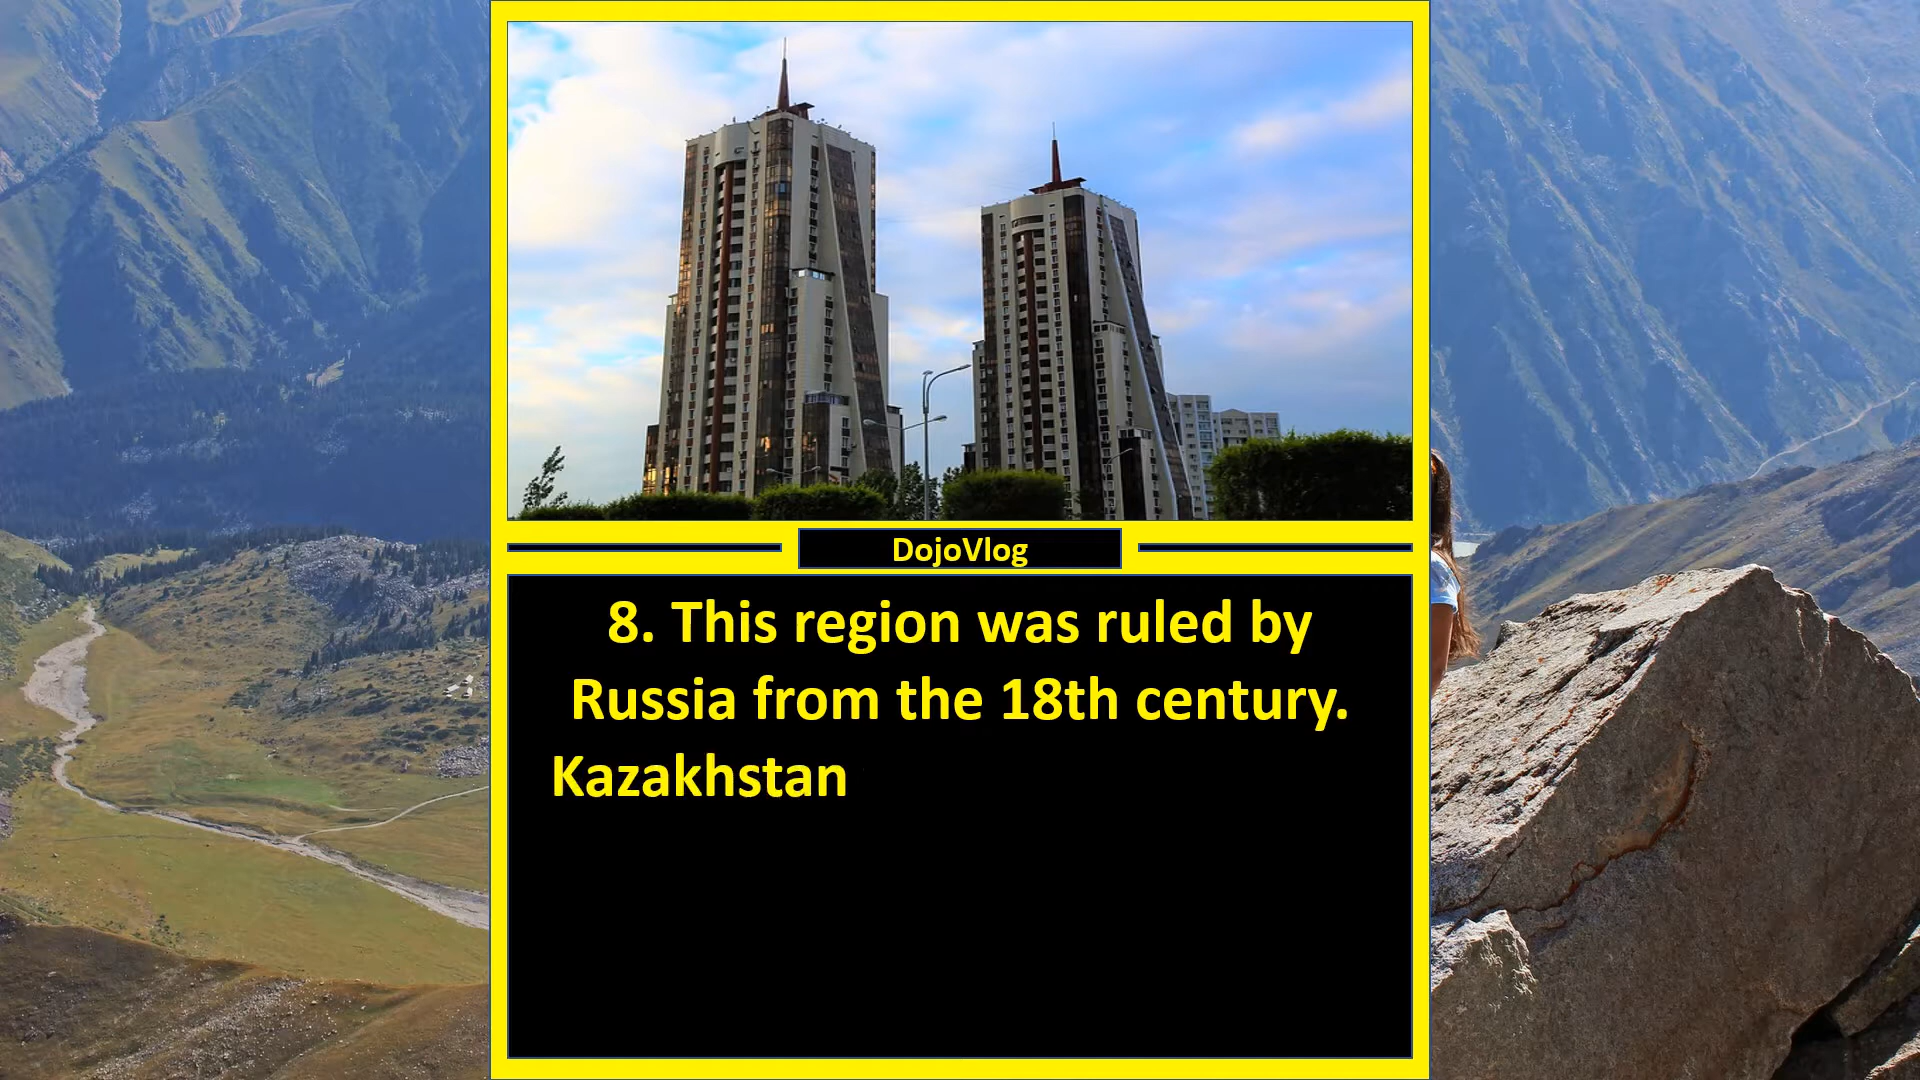 DojoVlog
8. This region was ruled by
Russia from the 18th century.
Kazakhstan